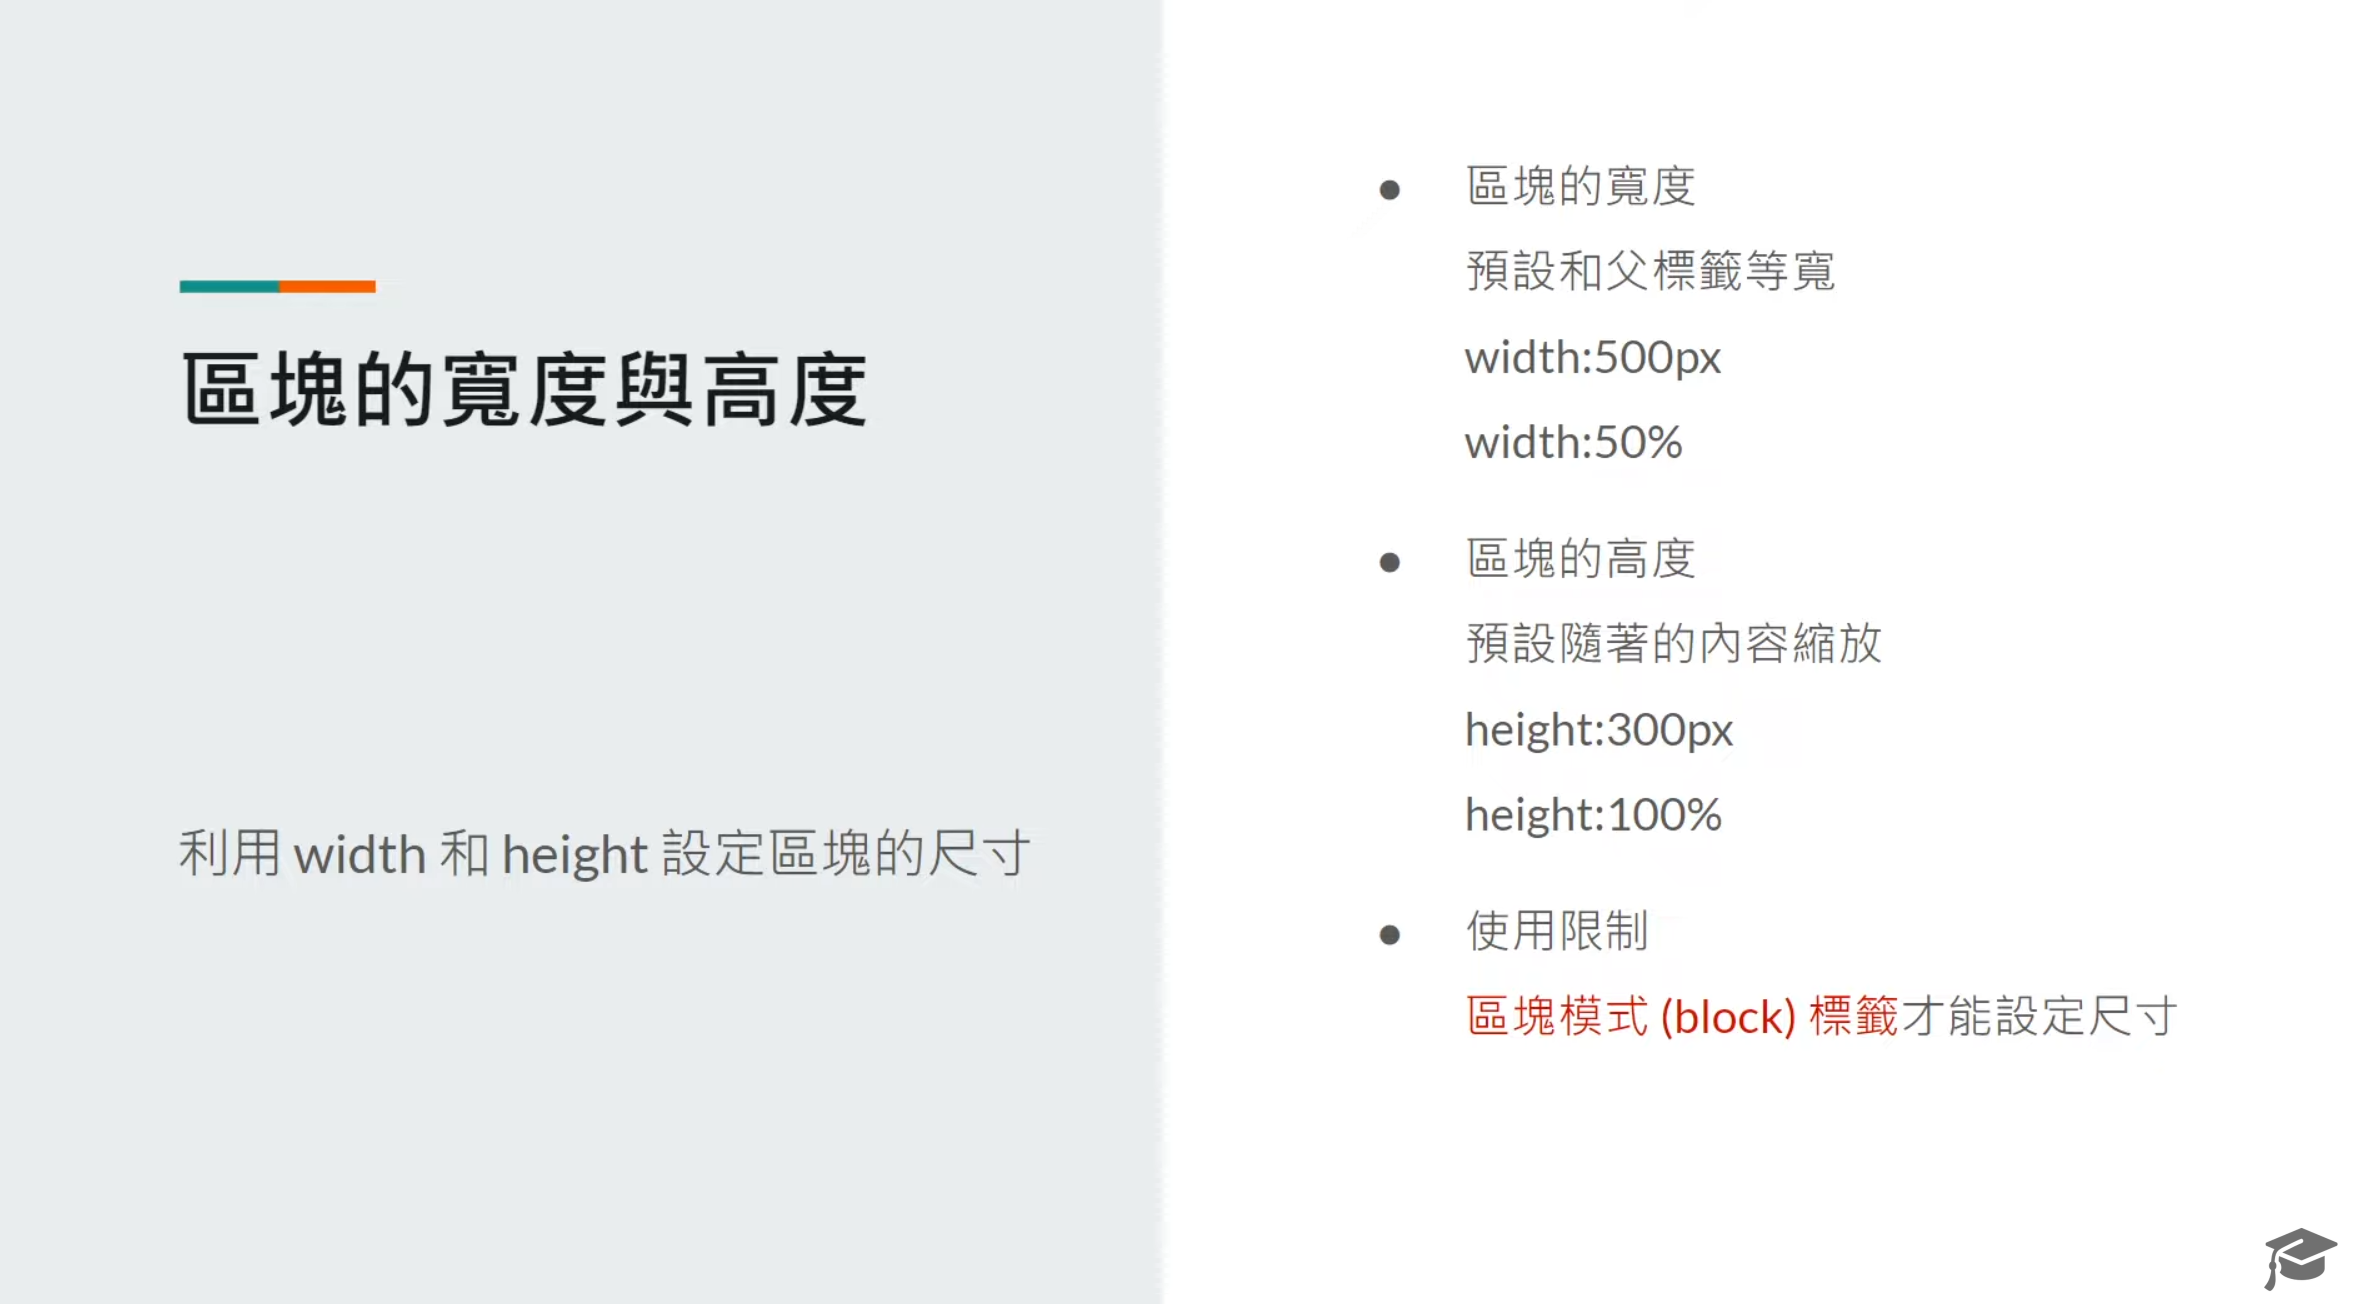 區塊的寬度與高度
利用 width 和 height 設定區塊的尺寸
● 區塊的寬度
預設和父標籤等寬
width:500px
width:50%
● 區塊的高度
預設隨著的內容縮放
height:300px
height:100%
● 使用限制
區塊模式 (block) 標籤才能設定尺寸